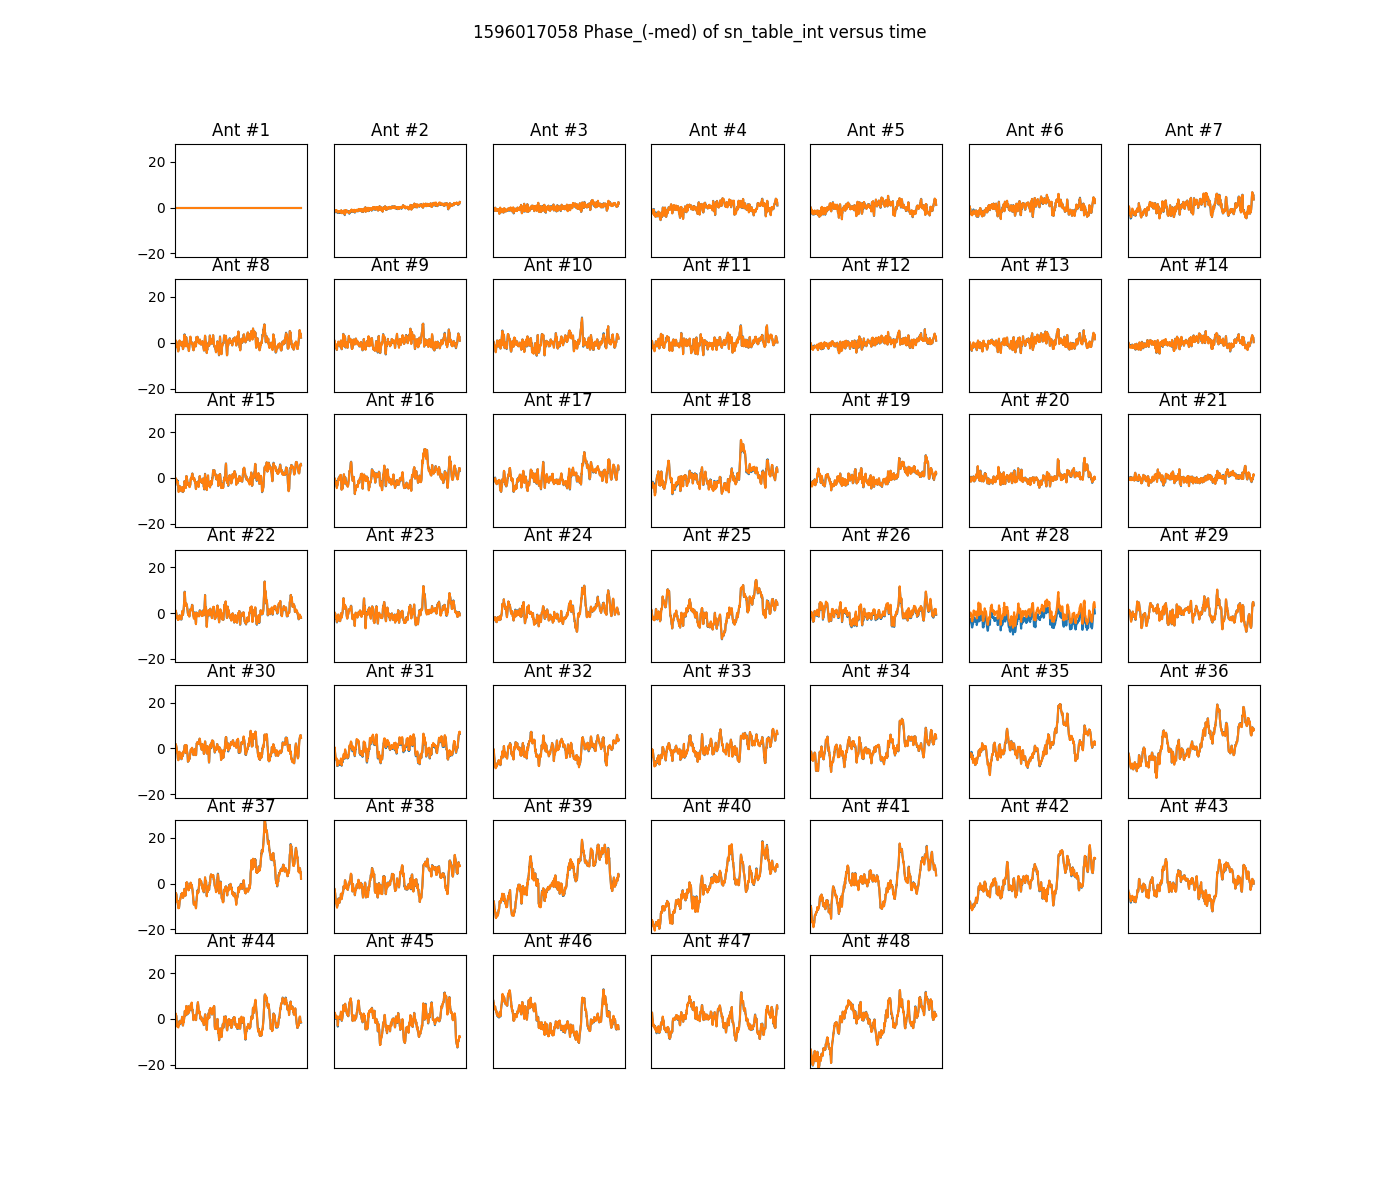 1596017058 Phase_(-med) of sn_table_int versus time
Ant #1 Ant #2 Ant #3 Ant #4 Ant #5 Ant #6 Ant #7
20
0
−20
Ant #8 Ant #9 Ant #10 Ant #11 Ant #12 Ant #13 Ant #14
20
0
−20
Ant #15 Ant #16 Ant #17 Ant #18 Ant #19 Ant #20 Ant #21
20
0
−20
Ant #22 Ant #23 Ant #24 Ant #25 Ant #26 Ant #28 Ant #29
20
0
−20
Ant #30 Ant #31 Ant #32 Ant #33 Ant #34 Ant #35 Ant #36
20
0
−20
Ant #37 Ant #38 Ant #39 Ant #40 Ant #41 Ant #42 Ant #43
20
0
−20
Ant #44 Ant #45 Ant #46 Ant #47 Ant #48
20
0
−20